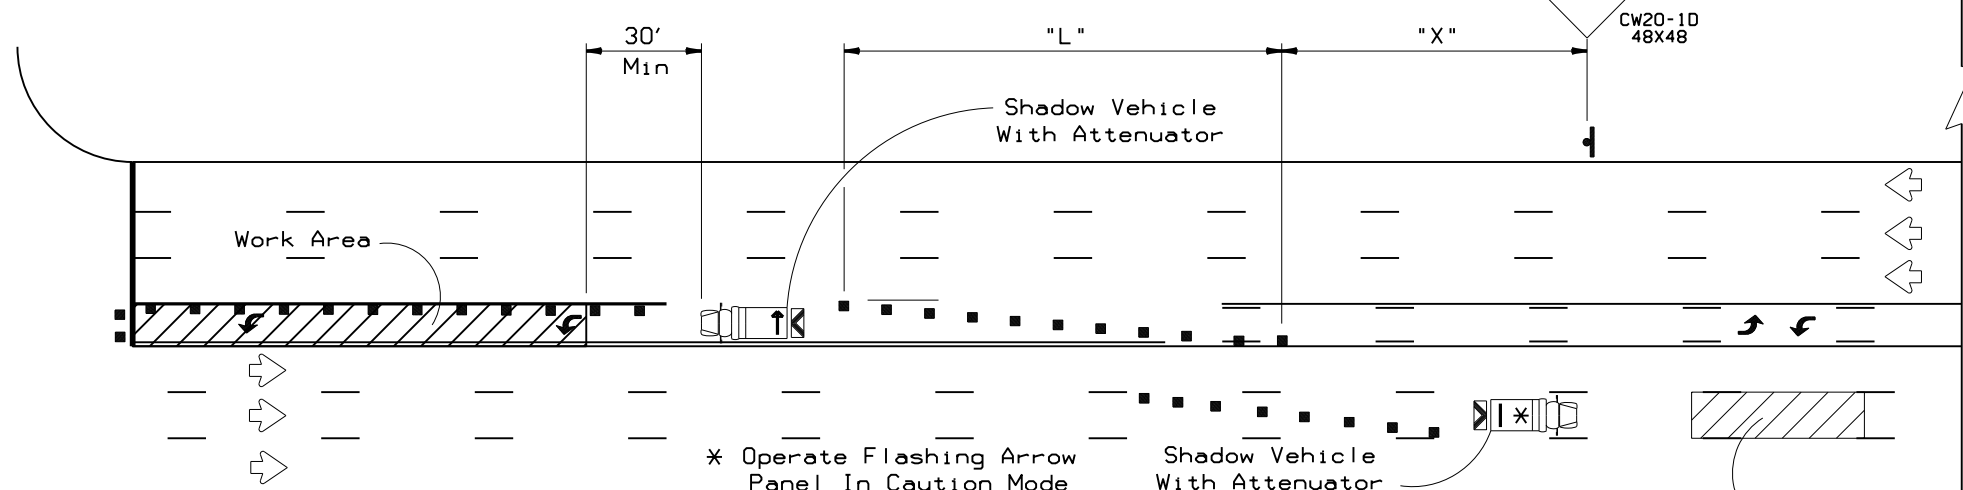 CW20-1D
48X48
30'
Min
"L"
"X"
Shadow Vehicle
With Attenuator
Work Area
* Operate Flashing Arrow
Panel In Caution Mode
*
Shadow Vehicle
With Attenuator